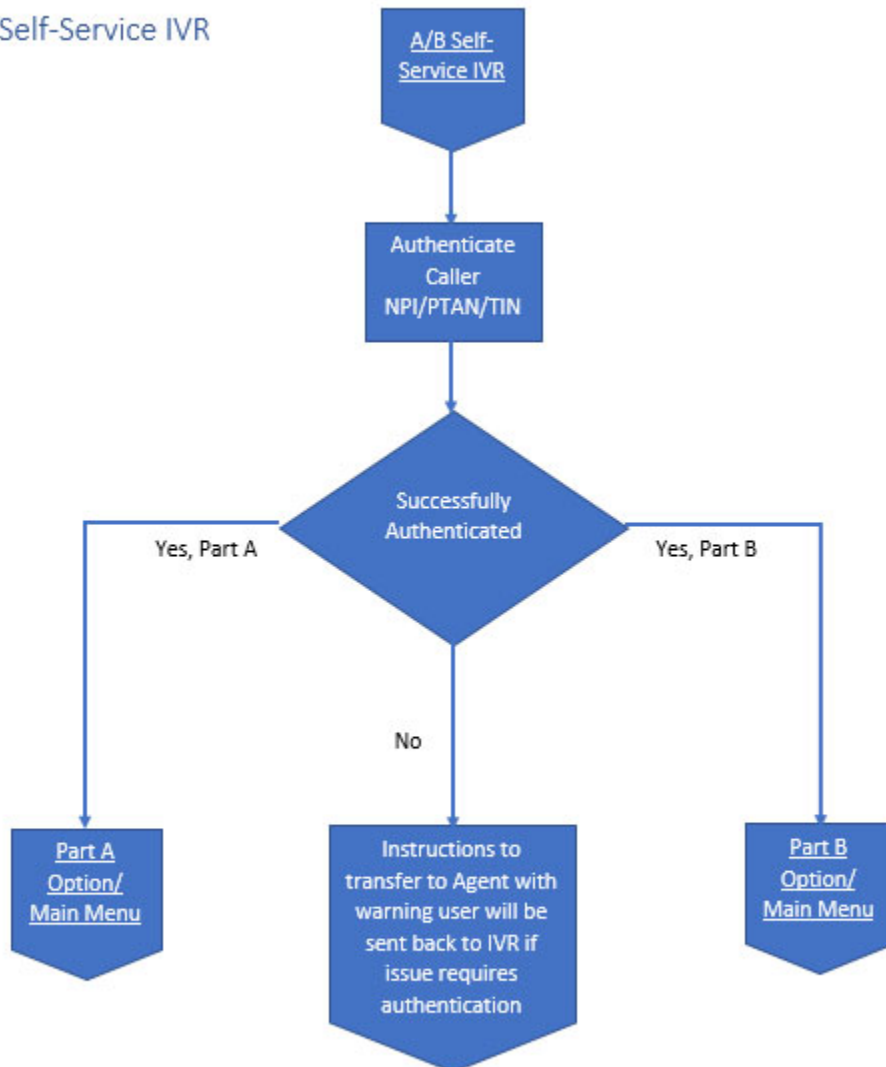 Self-Service IVR
A/B Self-
Service IVR
Authenticate
Caller
NPI/PTAN/TIN
Successfully
Authenticated
Yes, Part A
Yes, Part B
No
Part A
Option/
Main Menu
Instructions to
transfer to Agent with
warning user will be
sent back to IVR if
issue requires
authentication
Part B
Option/
Main Menu